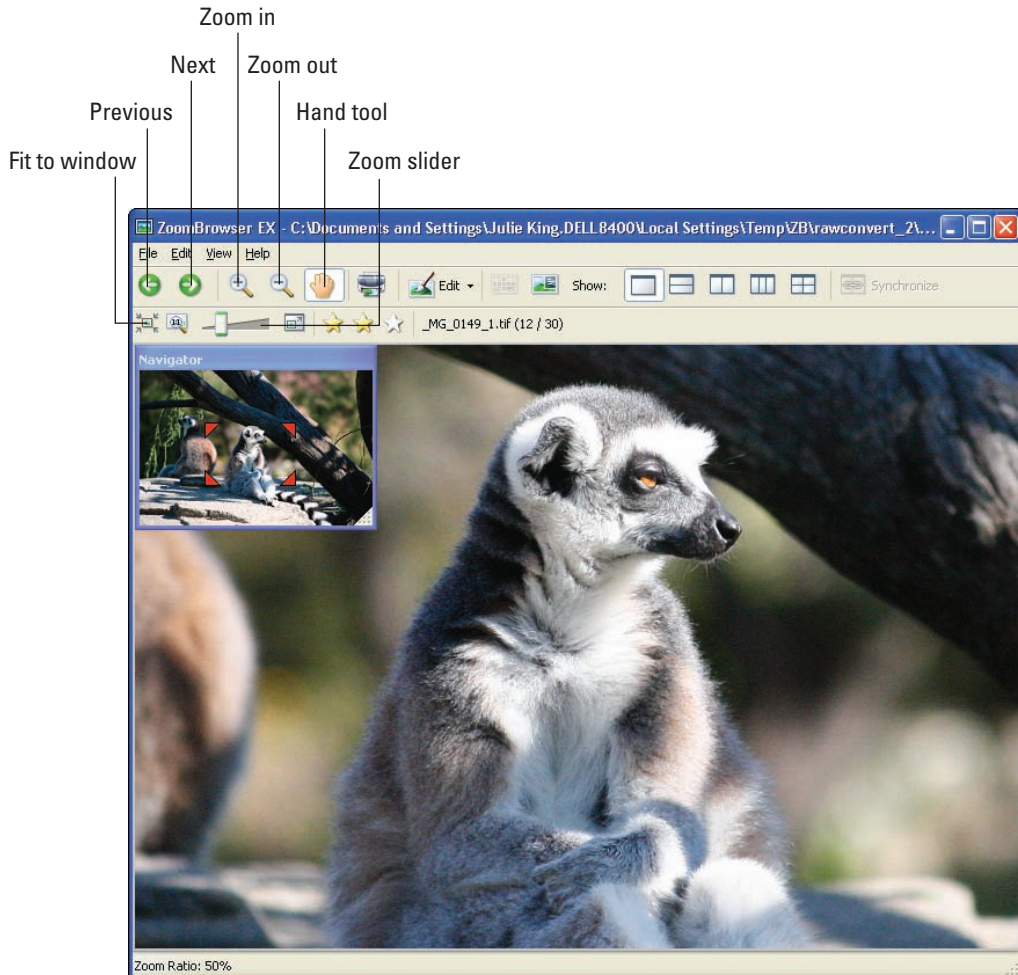 Zoom in
Next
Zoom out
Previous
Hand tool
Fit to window
Zoom slider
ZoomBrowser EX - C:\Documents and Settings\Julie King.DELL8400\Local Settings\Temp\ZB\rawconvert_2\...
File Edit View Help
Edit Show: Synchronize
1:1
_MG_0149_1.tif (12 / 30)
Navigator
Zoom Ratio: 50%